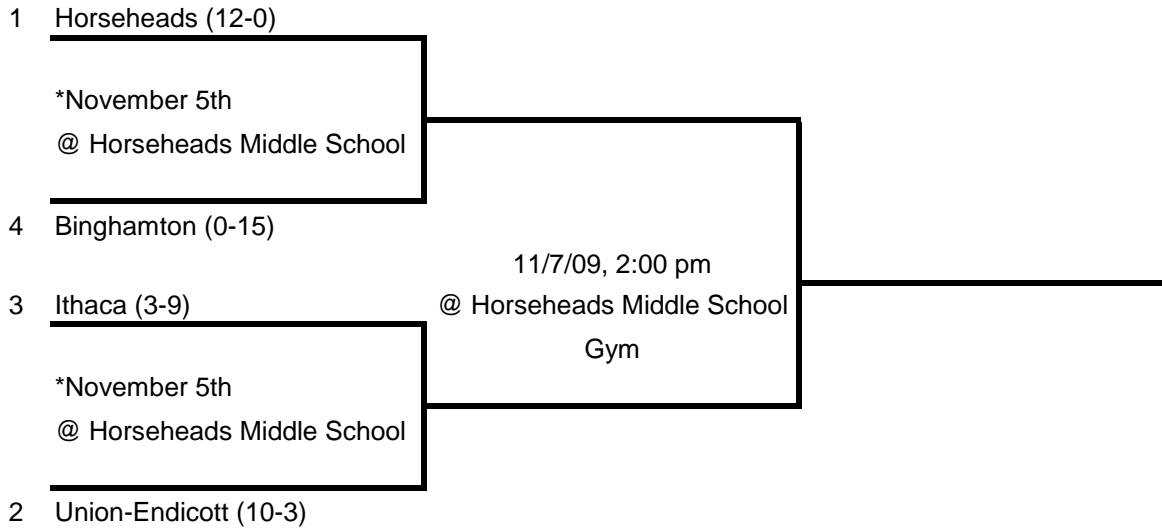 1 Horseheads (12-0)
*November 5th
@ Horseheads Middle School
4 Binghamton (0-15)
11/7/09, 2:00 pm
3 Ithaca (3-9)
@ Horseheads Middle School
Gym
*November 5th
@ Horseheads Middle School
2 Union-Endicott (10-3)